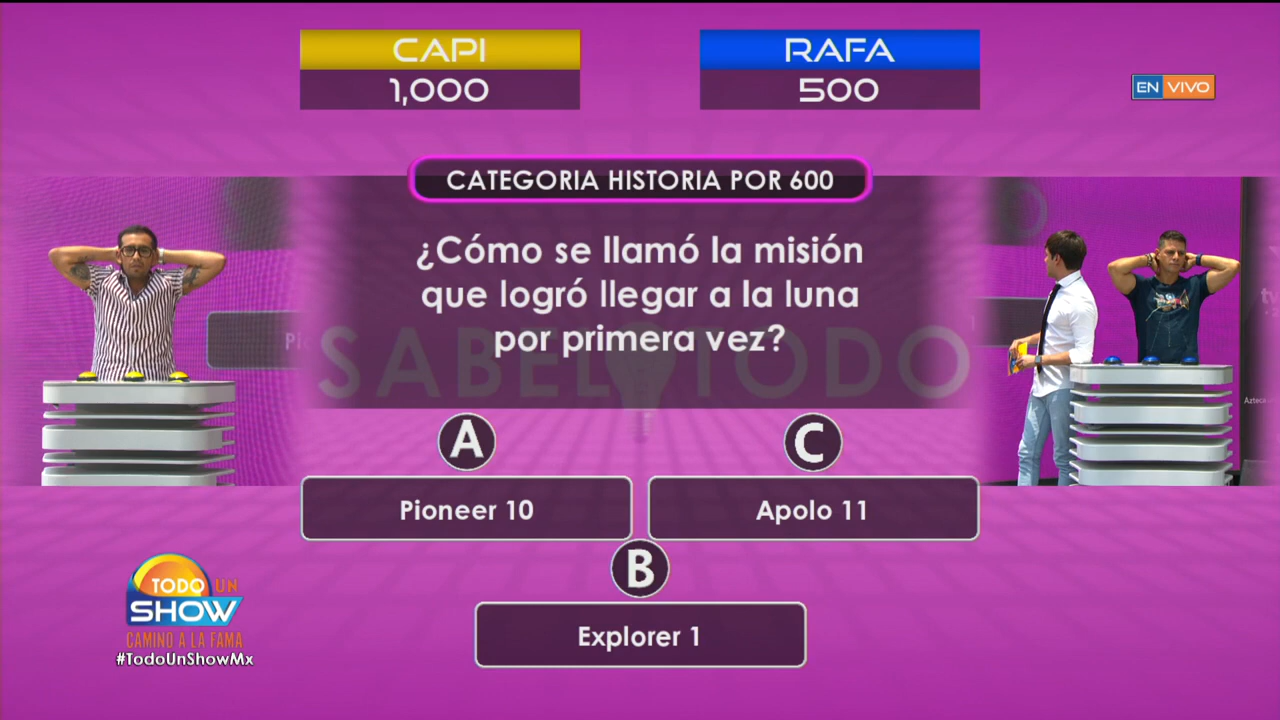 CAPI
1,000
RAFA
500
EN VIVO
CATEGORIA HISTORIA POR 600
¿Cómo se llamó la misión
que logró llegar a la luna
por primera vez?
SABELOTODO
A
Pioneer 10
C
Apolo 11
B
Explorer 1
TODO UN
SHOW
CAMINO A LA FAMA
#TodoUnShowMx